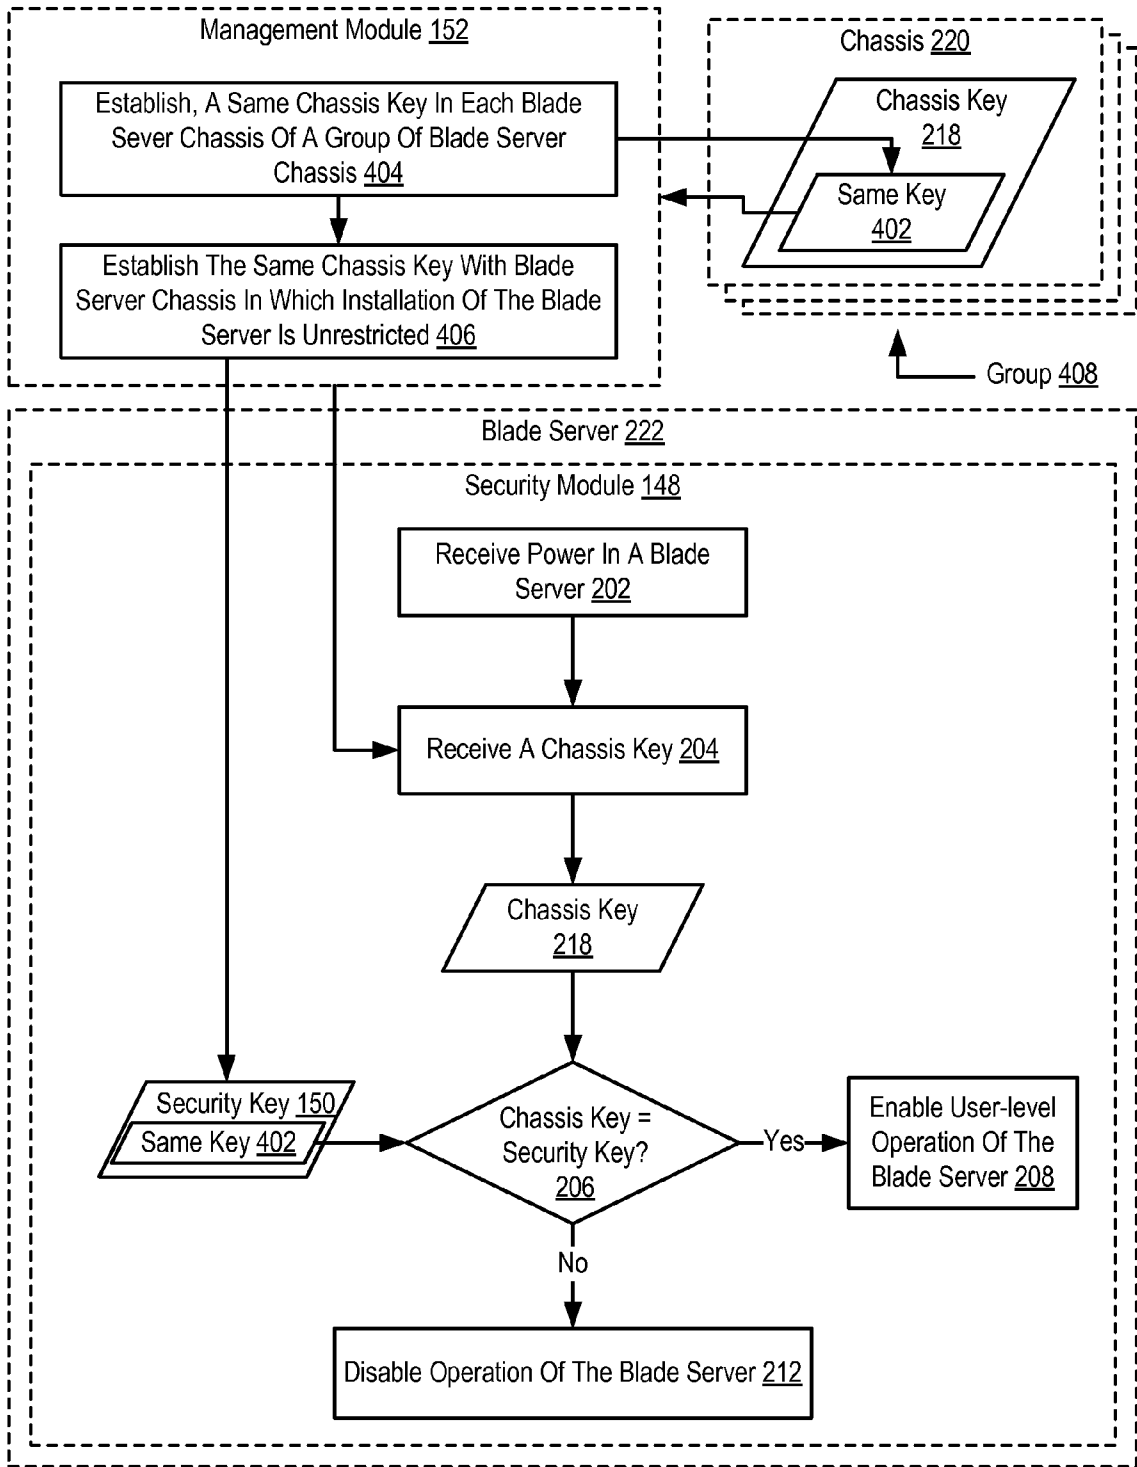 Management Module 152
Establish, A Same Chassis Key In Each Blade
Sever Chassis Of A Group Of Blade Server
Chassis 404
Establish The Same Chassis Key With Blade
Server Chassis In Which Installation Of The Blade
Server Is Unrestricted 406
Chassis 220
Chassis Key
218
Same Key
402
Group 408
Blade Server 222
Security Module 148
Receive Power In A Blade
Server 202
Receive A Chassis Key 204
Chassis Key
218
Security Key 150
Same Key 402
Chassis Key =
Security Key?
206
Yes
Enable User-level
Operation Of The
Blade Server 208
No
Disable Operation Of The Blade Server 212